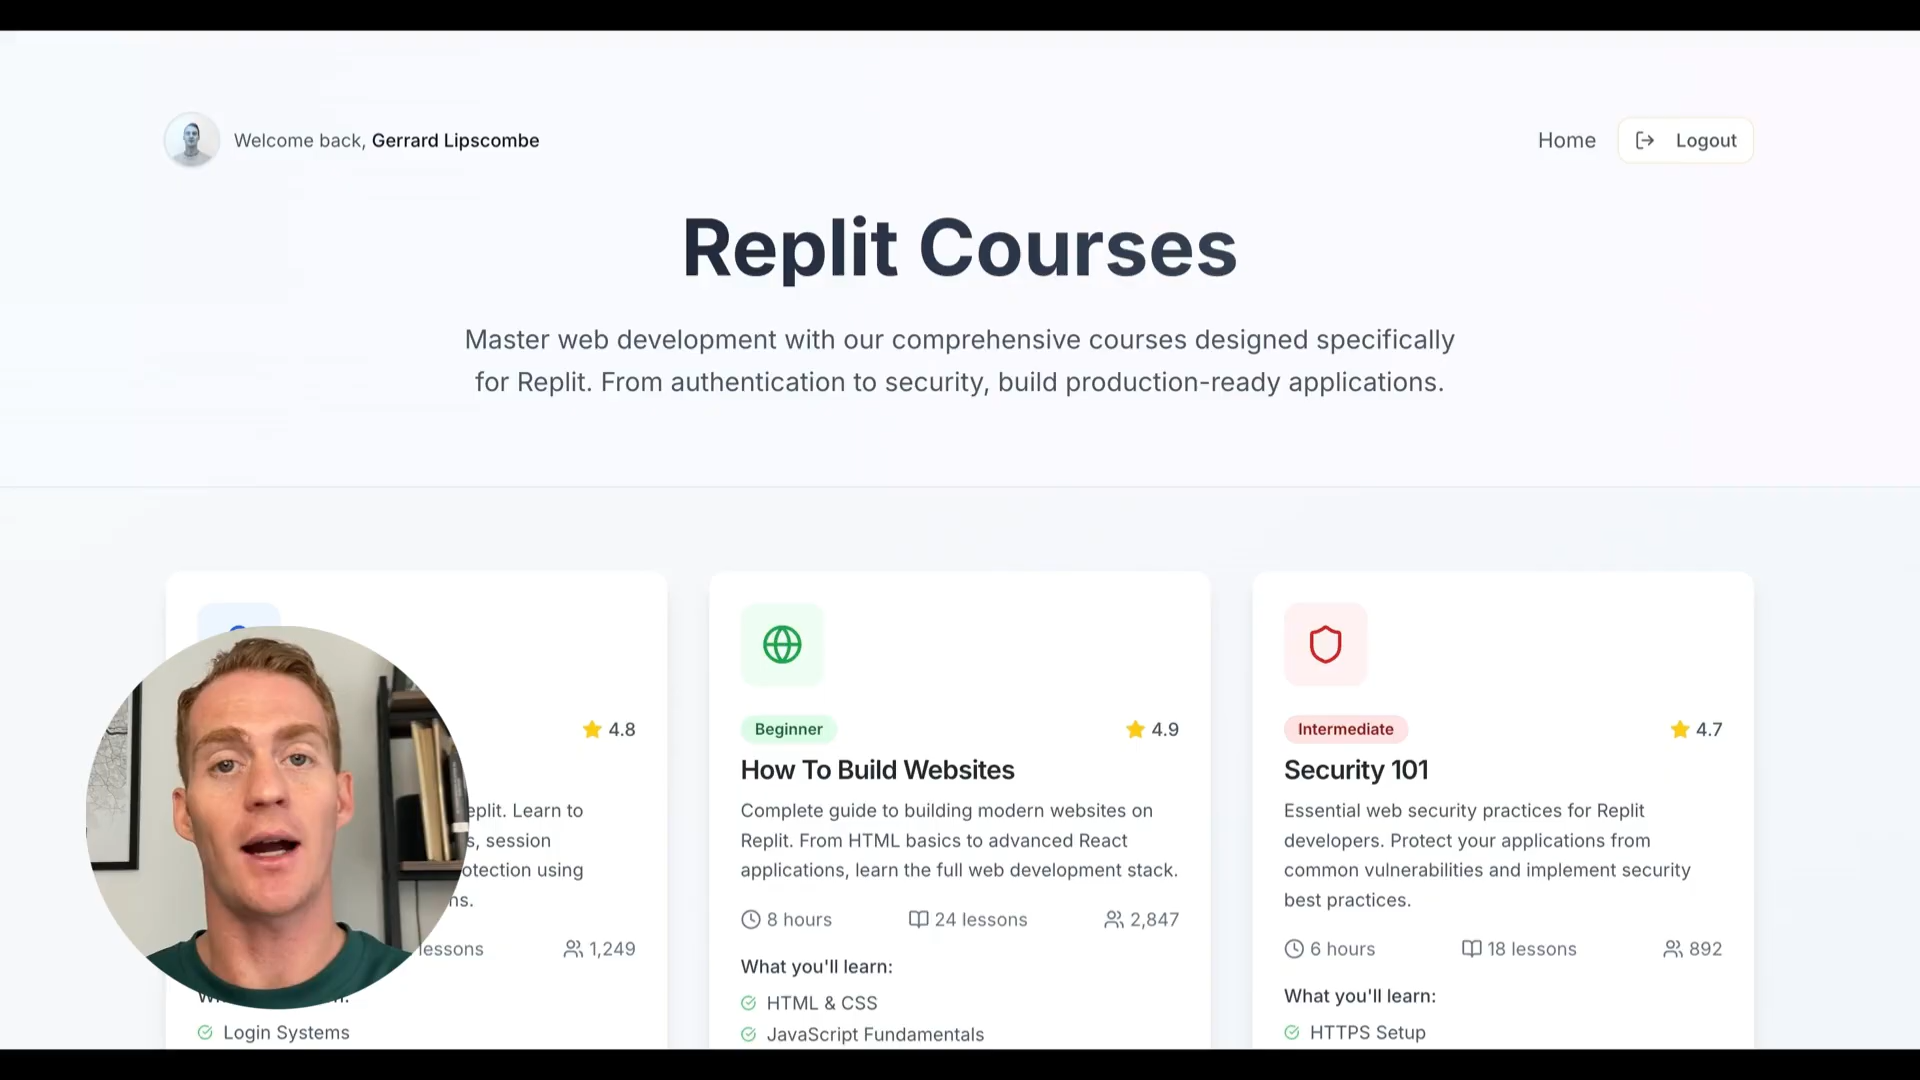 Welcome back, Gerrard Lipscombe
Home
Logout
Replit Courses
Master web development with our comprehensive courses designed specifically
for Replit. From authentication to security, build production-ready applications.
4.8
Learn to
session
using
lessons
1,249
Login Systems
Beginner
4.9
How To Build Websites
Complete guide to building modern websites on
Replit. From HTML basics to advanced React
applications, learn the full web development stack.
8 hours
24 lessons
2,847
What you'll learn:
HTML & CSS
JavaScript Fundamentals
Intermediate
4.7
Security 101
Essential web security practices for Replit
developers. Protect your applications from
common vulnerabilities and implement security
best practices.
6 hours
18 lessons
892
What you'll learn:
HTTPS Setup